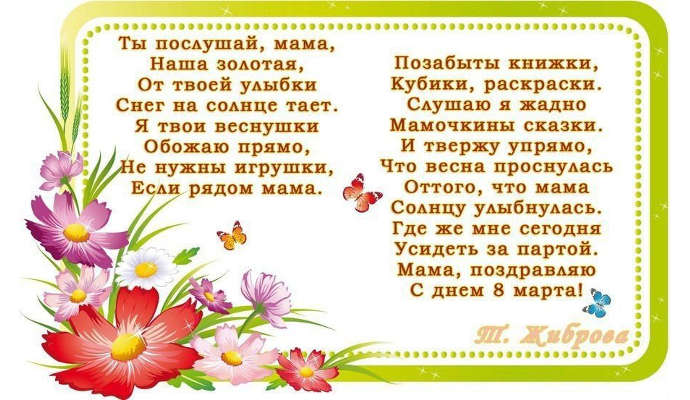 Ты послушай, мама,
Наша золотая,
От твоей улыбки
Снег на солнце тает.
Я твои веснушки
Обожаю прямо,
Не нужны игрушки,
Если рядом мама.
Позабыты книжки,
Кубики, раскраски.
Слушаю я жадно
Мамочкины сказки.
И твержу упрямо,
Что весна проснулась
Оттого, что мама
Солнцу улыбнулась.
Где же мне сегодня
Усидеть за партой.
Мама, поздравляю
С днем 8 марта!
Т. Жиброва